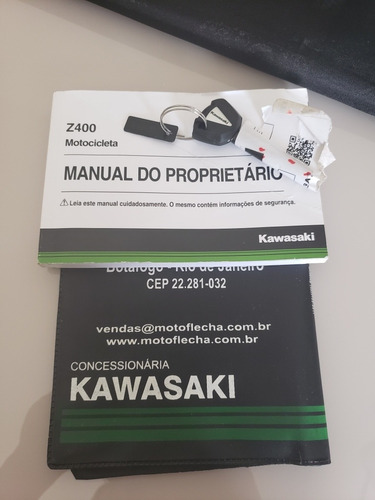 Z400
Motocicleta
MANUAL DO PROPRIETÁRIO
Leia este manual cuidadosamente. O mesmo contém informações de segurança.
Kawasaki
Botafogo - Rio de Janeiro
CEP 22.281-032
vendas@motoflecha.com.br
www.motoflecha.com.br
CONCESSIONÁRIA
KAWASAKI